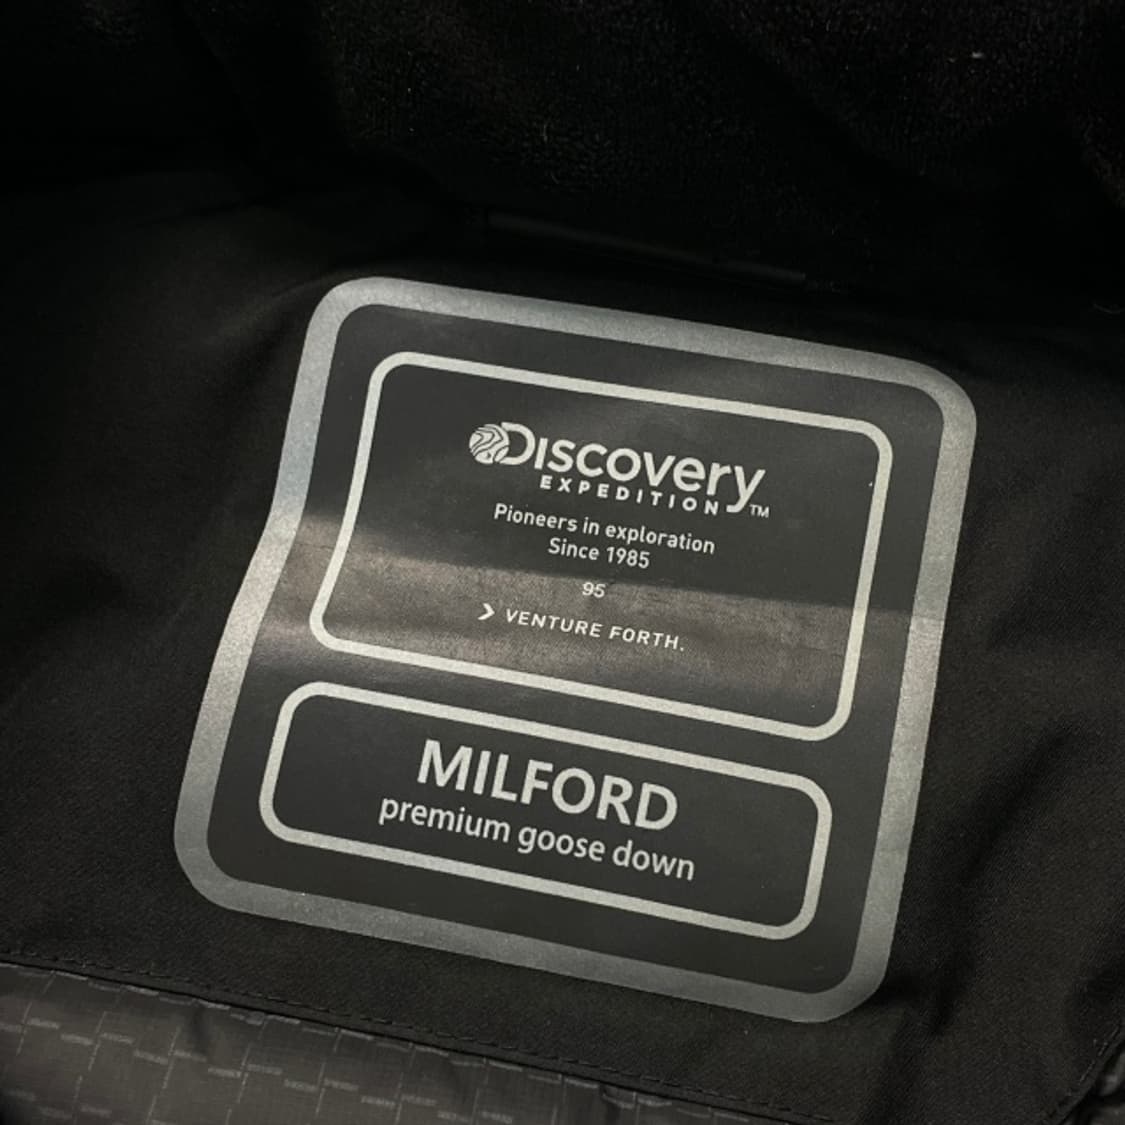 DISCOVERY
EXPEDITION™
Pioneers in exploration
Since 1985
95
VENTURE FORTH.
MILFORD
premium goose down